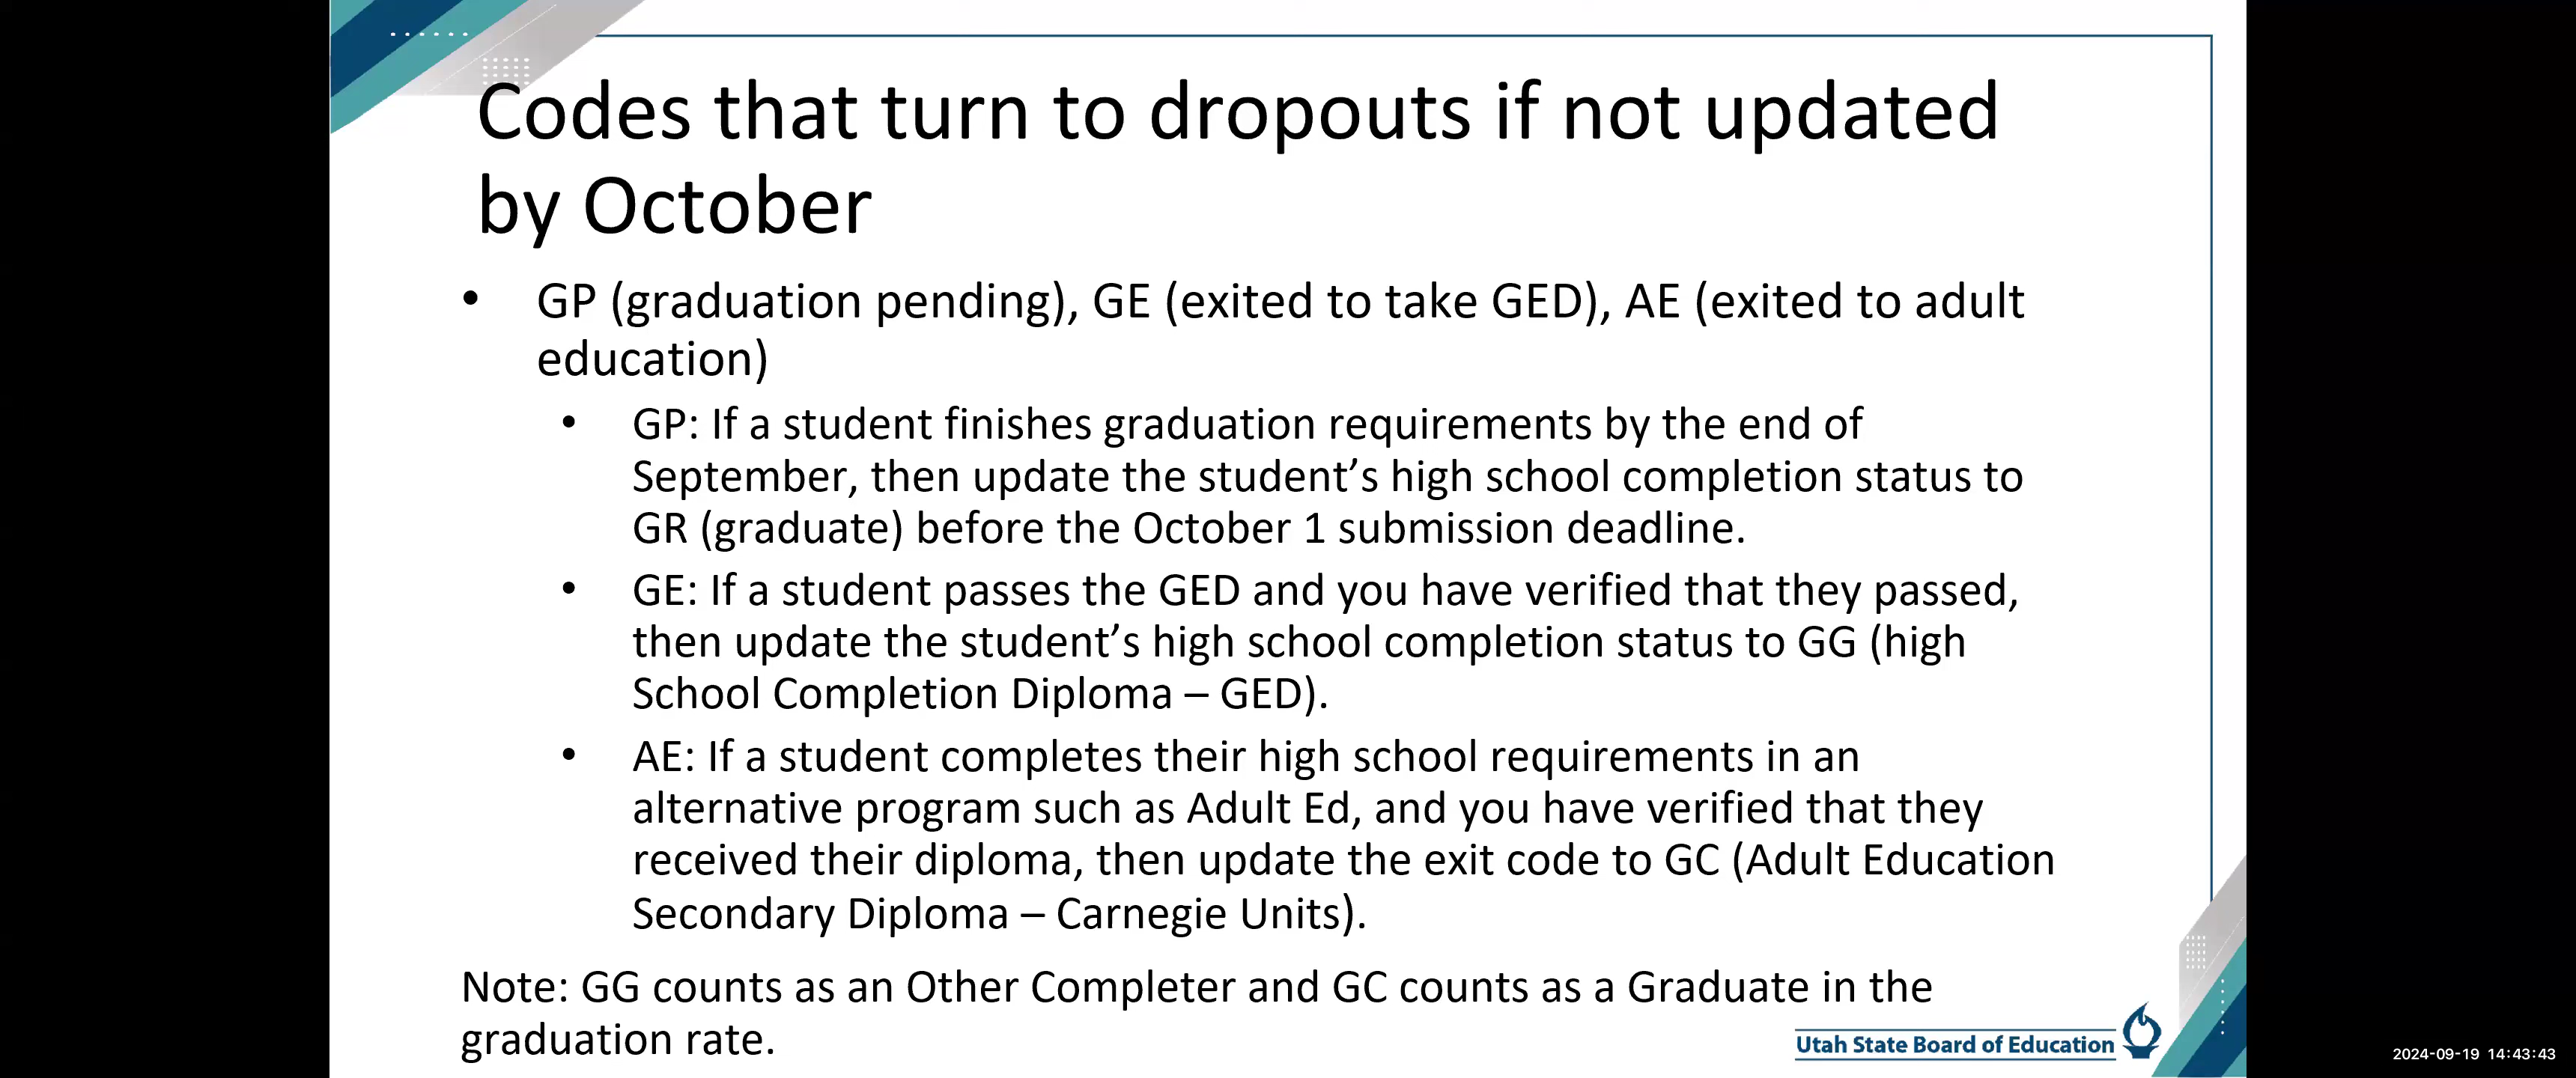 Codes that turn to dropouts if not updated
by October
• GP (graduation pending), GE (exited to take GED), AE (exited to adult
education)
• GP: If a student finishes graduation requirements by the end of
September, then update the student’s high school completion status to
GR (graduate) before the October 1 submission deadline.
• GE: If a student passes the GED and you have verified that they passed,
then update the student’s high school completion status to GG (high
School Completion Diploma – GED).
• AE: If a student completes their high school requirements in an
alternative program such as Adult Ed, and you have verified that they
received their diploma, then update the exit code to GC (Adult Education
Secondary Diploma – Carnegie Units).
Note: GG counts as an Other Completer and GC counts as a Graduate in the
graduation rate.
Utah State Board of Education
2024-09-19 14:43:43